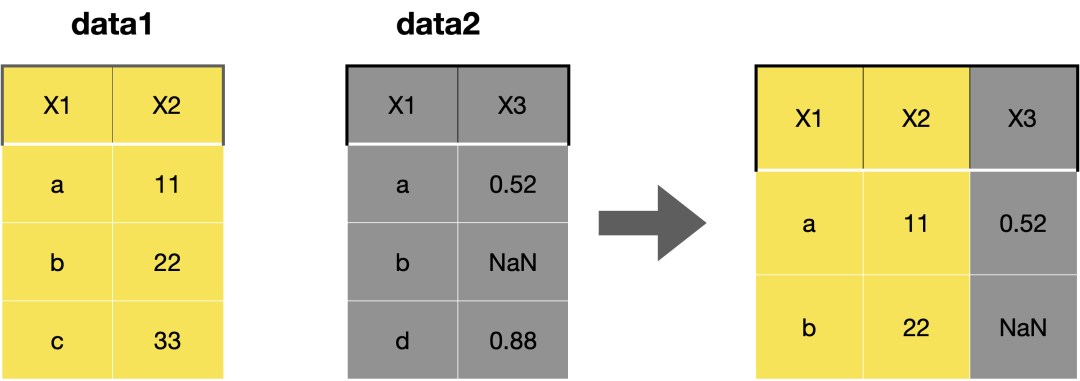 data1
X1 X2
a 11
b 22
c 33
data2
X1 X3
a 0.52
b NaN
d 0.88
X1 X2 X3
a 11 0.52
b 22 NaN